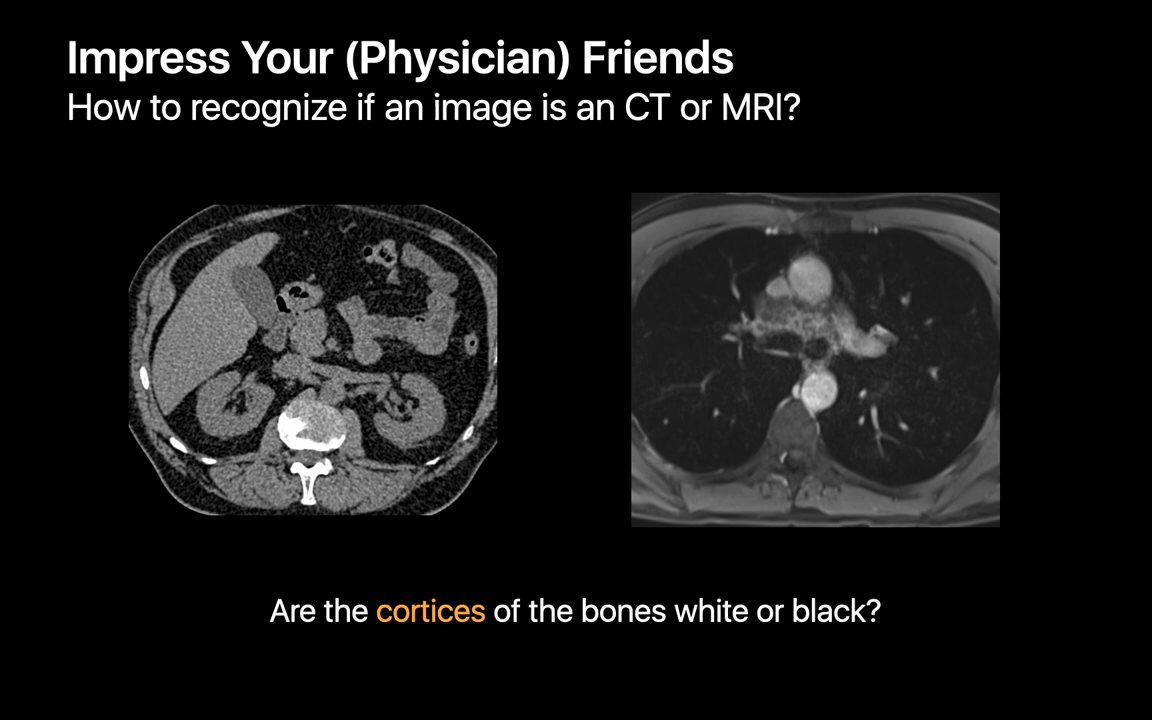 Impress Your (Physician) Friends
How to recognize if an image is an CT or MRI?
Are the cortices of the bones white or black?